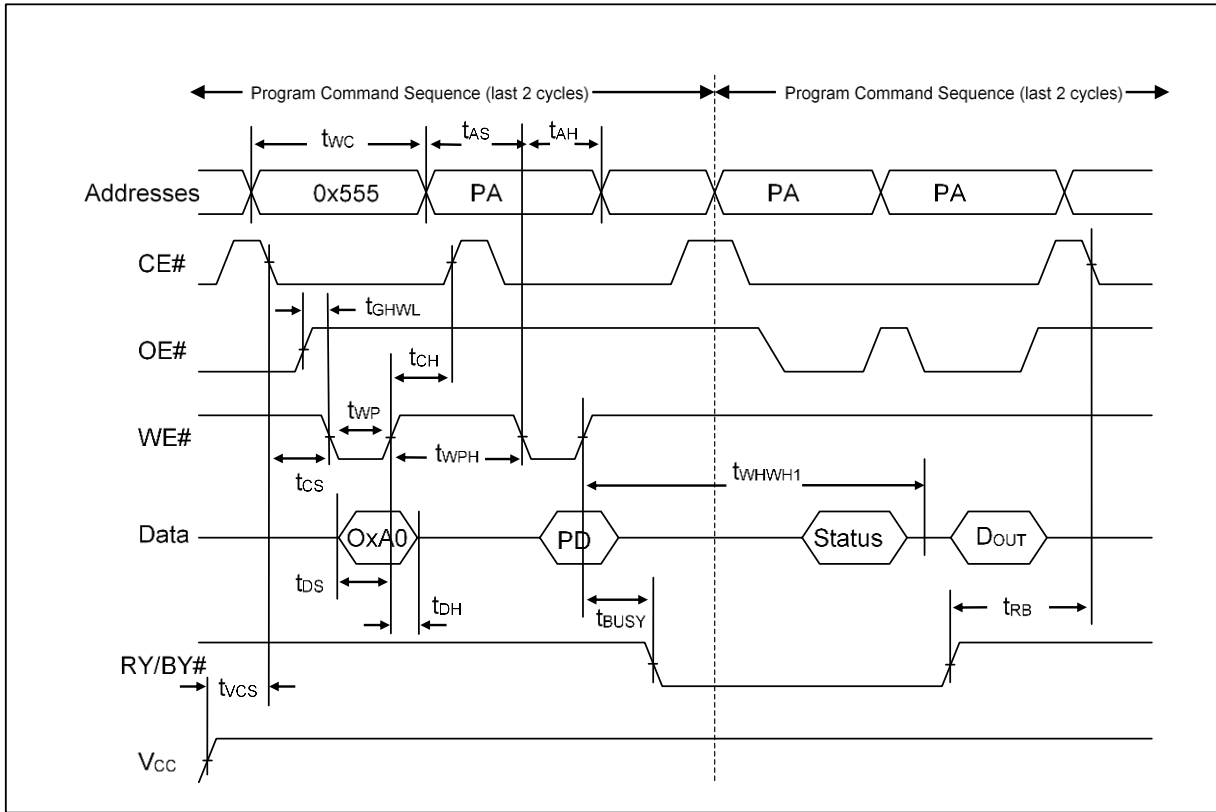 Program Command Sequence (last 2 cycles) Program Command Sequence (last 2 cycles)
tWC tAS tAH
Addresses 0x555 PA PA PA
CE#
tGHWL
OE#
tCH
tWP
WE#
tWPH
tCS tWHWH1
Data OxA0 PD Status DOUT
tDS
tDH tBUSY tRB
RY/BY#
tVCS
VCC